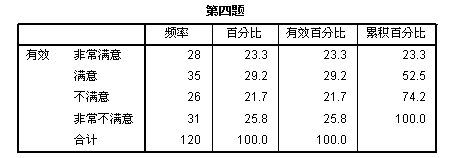 第四题
频率 百分比 有效百分比 累积百分比
有效 非常满意 28 23.3 23.3 23.3
满意 35 29.2 29.2 52.5
不满意 26 21.7 21.7 74.2
非常不满意 31 25.8 25.8 100.0
合计 120 100.0 100.0